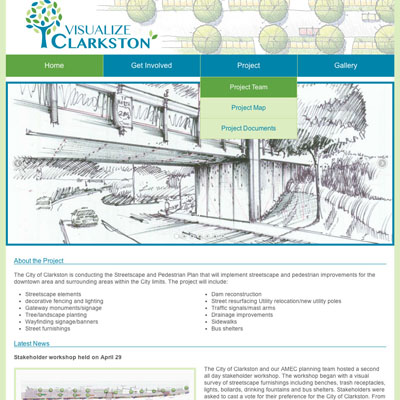 VISUALIZE
CLARKSTON
Home
Get Involved
Project
Gallery
Project Team
Project Map
Project Documents
About the Project
The City of Clarkston is conducting the Streetscape and Pedestrian Plan that will implement streetscape and pedestrian improvements for the
downtown area and surrounding areas within the City limits. The project will include:
• Streetscape elements
• decorative fencing and lighting
• Gateway monuments/signage
• Tree/landscape planting
• Wayfinding signage/banners
• Street furnishings
• Dam reconstruction
• Street resurfacing Utility relocation/new utility poles
• Traffic signals/mast arms
• Drainage improvements
• Sidewalks
• Bus shelters
Latest News
Stakeholder workshop held on April 29
The City of Clarkston and our AMEC planning team hosted a second
all day stakeholder workshop. The workshop began with a visual
survey of streetscape furnishings including benches, trash receptacles,
lights, bollards, drinking fountains and bus shelters. Stakeholders were
asked to cast a vote for their preference for the City of Clarkston. From